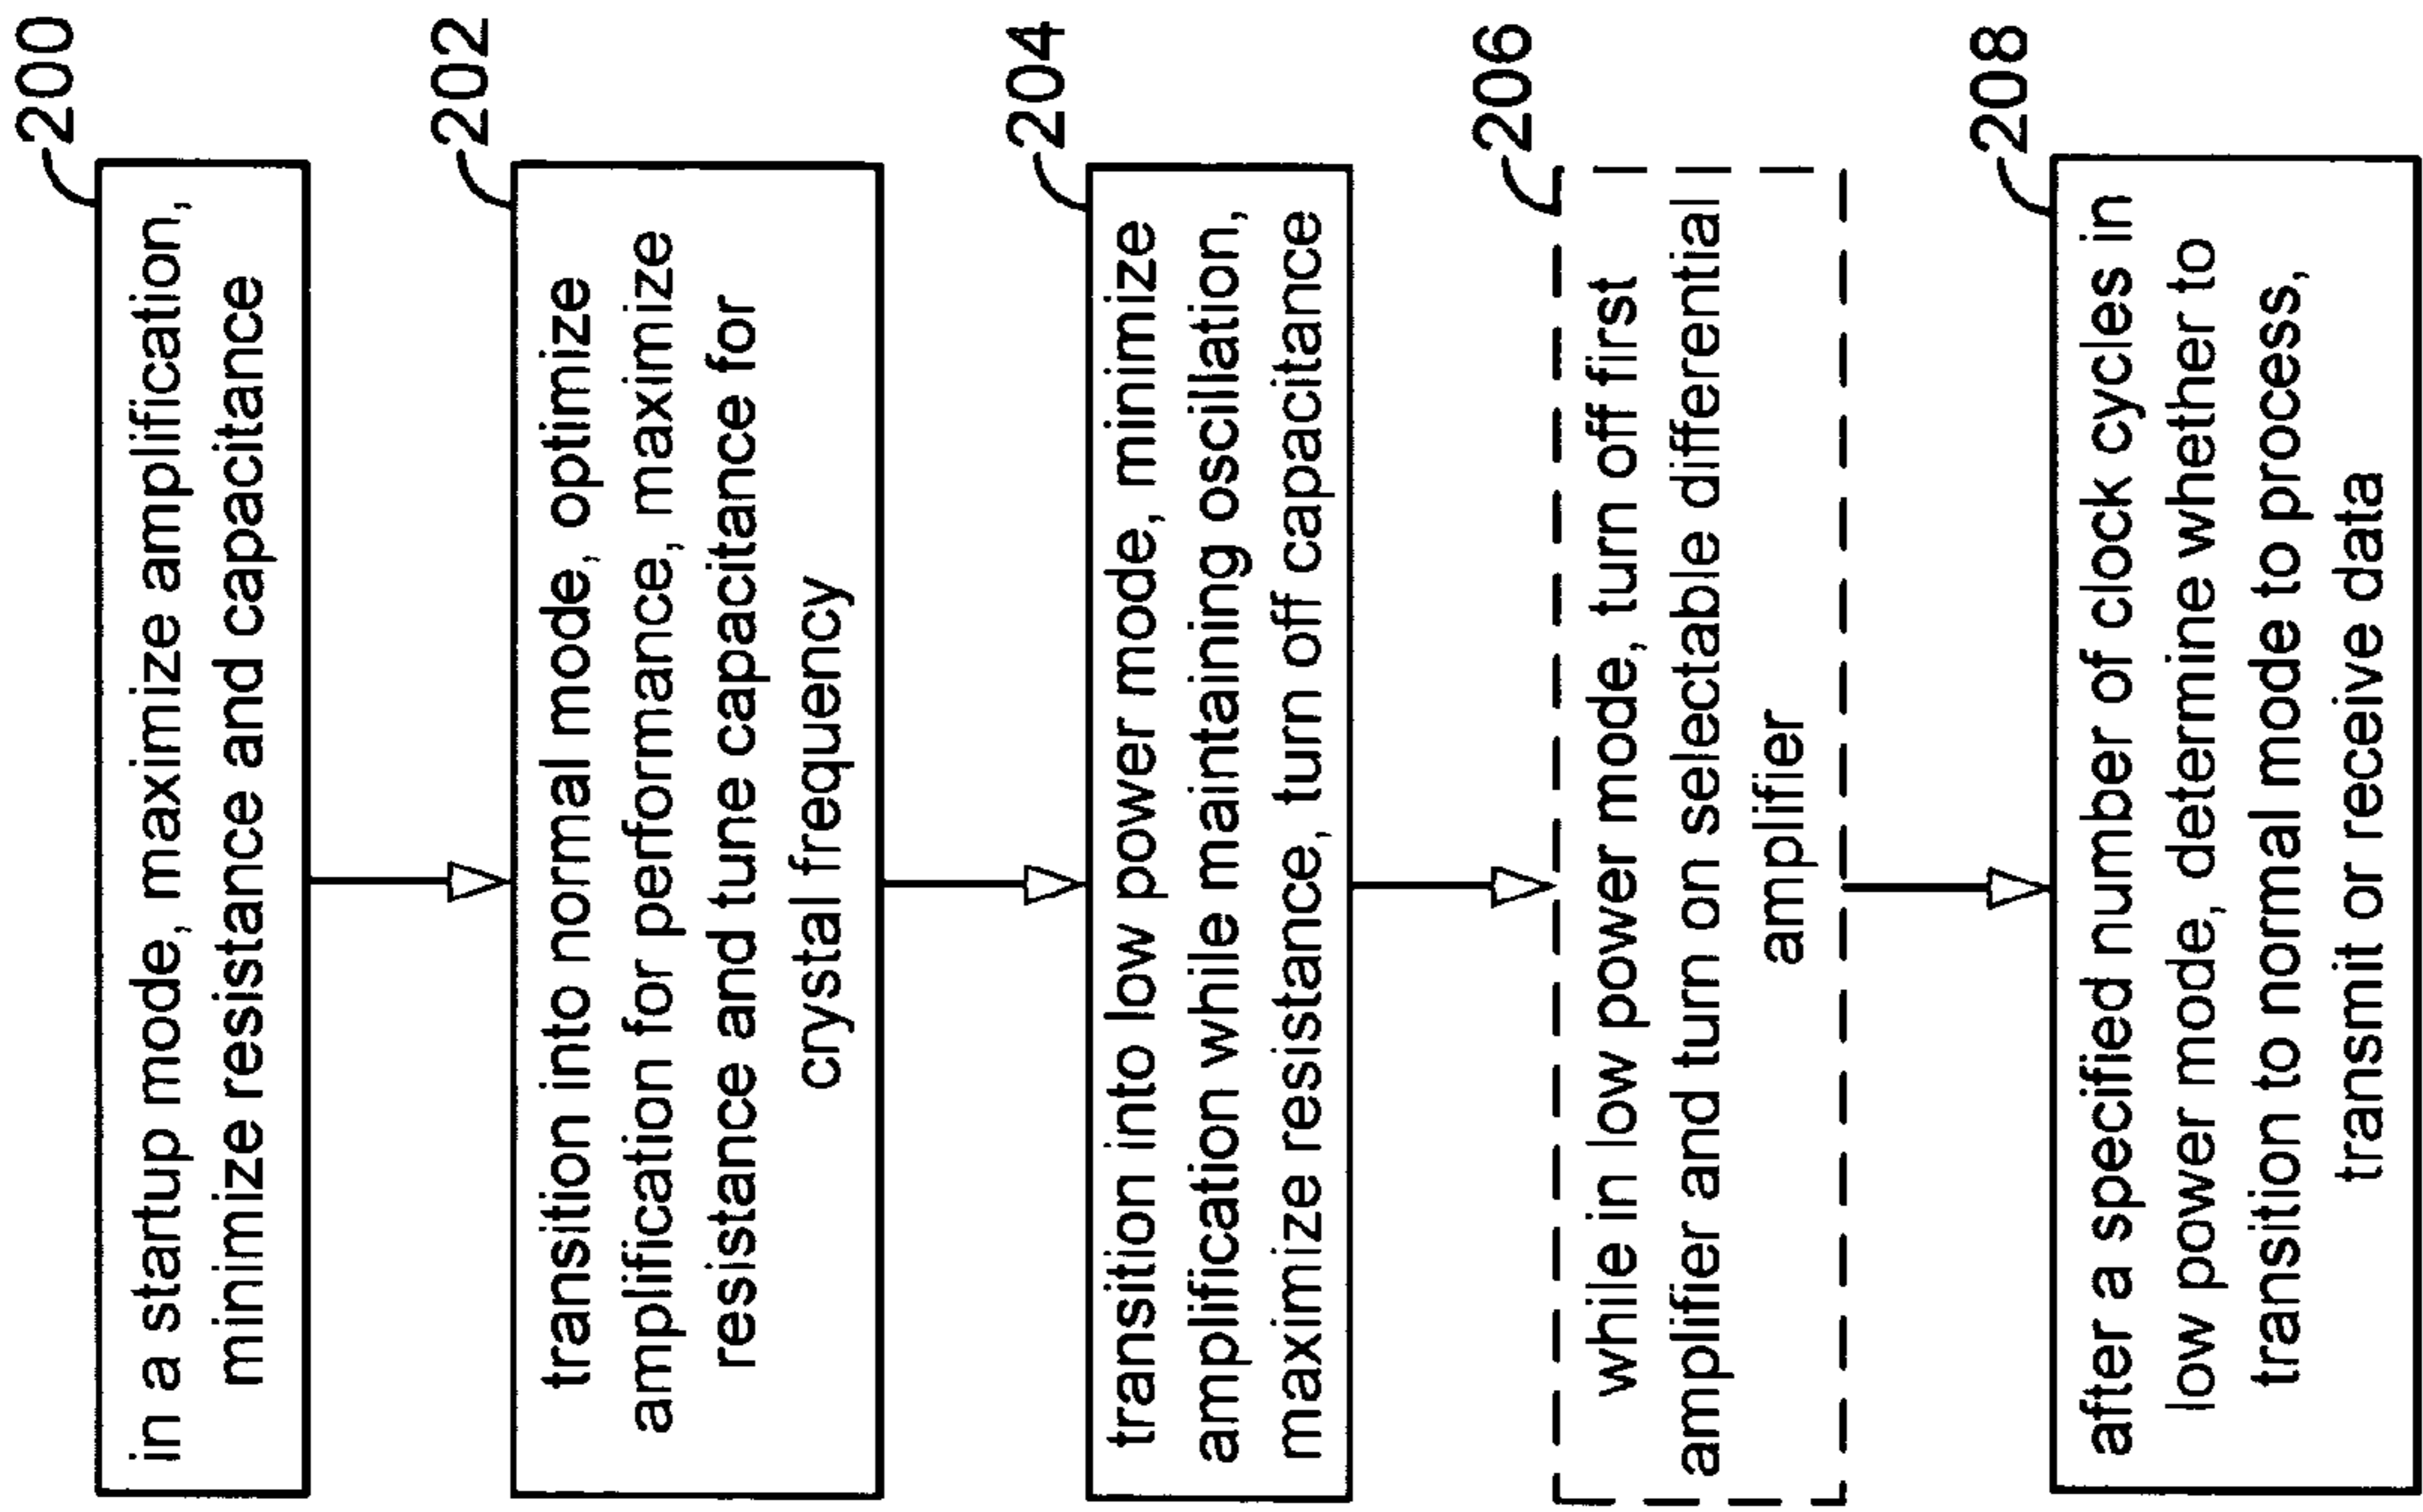 200
in a startup mode, maximize amplification,
minimize resistance and capacitance
202
transition into normal mode, optimize
amplification for performance, maximize
resistance and tune capacitance for
crystal frequency
204
transition into low power mode, minimize
amplification while maintaining oscillation,
maximize resistance, turn off capacitance
206
while in low power mode, turn off first
amplifier and turn on selectable differential
amplifier
208
after a specified number of clock cycles in
low power mode, determine whether to
transition to normal mode to process,
transmit or receive data